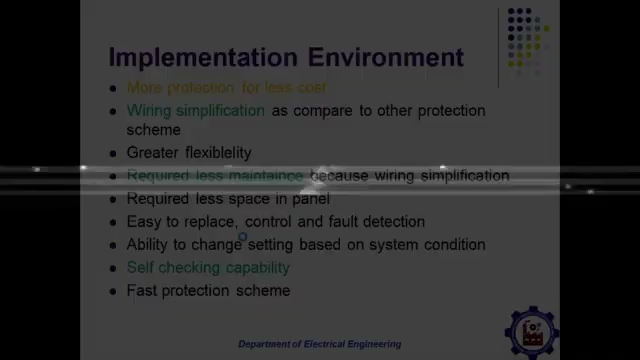 Implementation Environment
More protection for less cost
Wiring simplification as compare to other protection
scheme
Greater flexiblelity
Required less maintaince because wiring simplification
Required less space in panel
Easy to replace, control and fault detection
Ability to change setting based on system condition
Self checking capability
Fast protection scheme
Department of Electrical Engineering